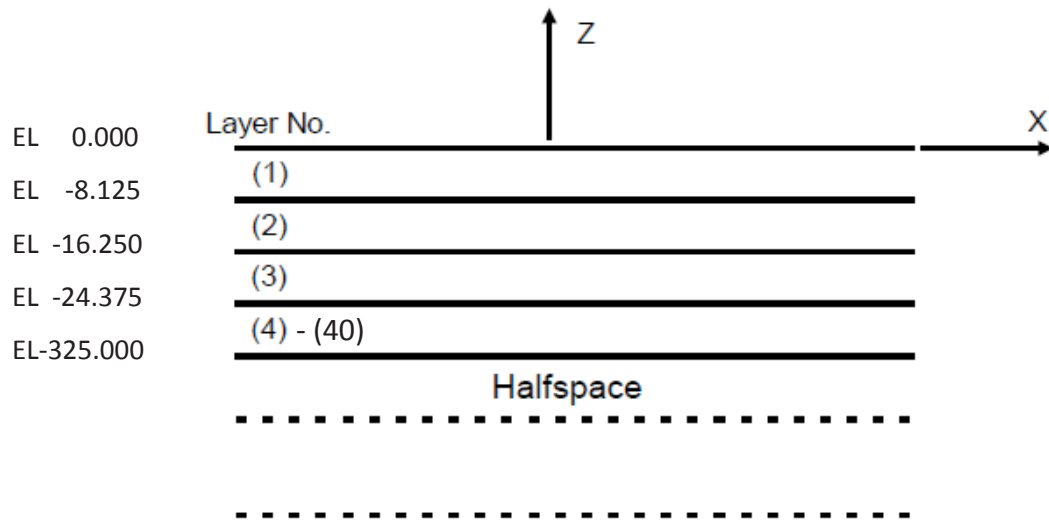 Z
X
Layer No.
EL 0.000
(1)
EL -8.125
(2)
EL -16.250
(3)
EL -24.375
(4) - (40)
EL-325.000
Halfspace